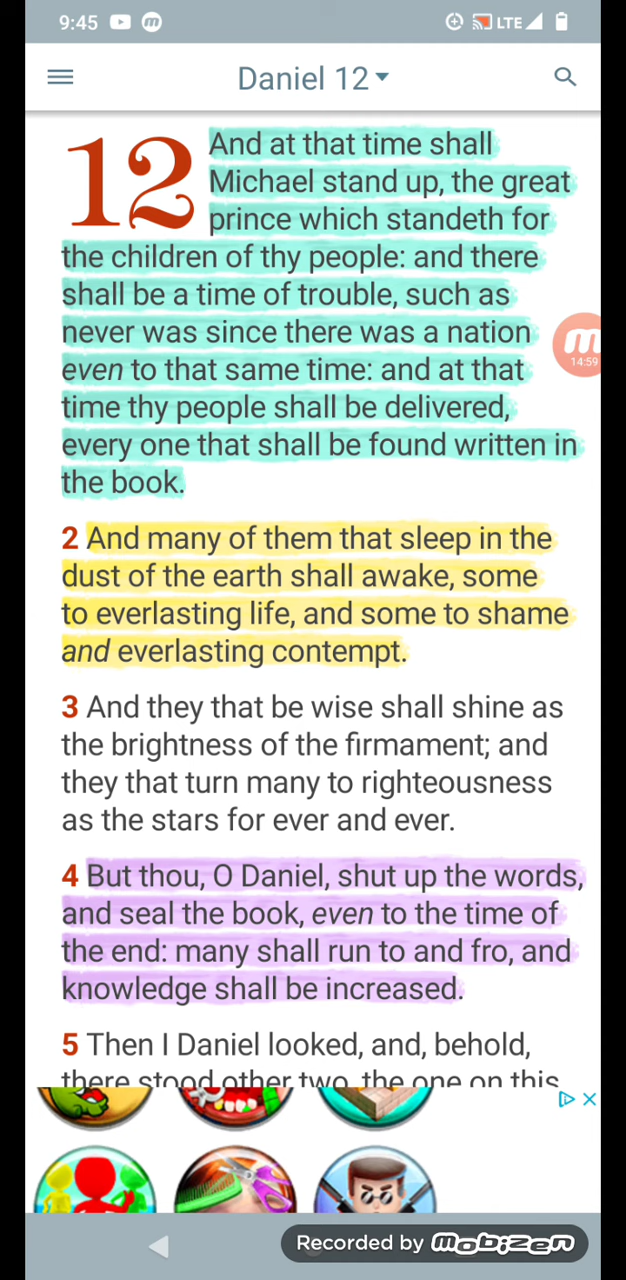 9:45
LTE
Daniel 12
12 And at that time shall
Michael stand up, the great
prince which standeth for
the children of thy people: and there
shall be a time of trouble, such as
never was since there was a nation
even to that same time: and at that
time thy people shall be delivered,
every one that shall be found written in
the book.
14:59
2 And many of them that sleep in the
dust of the earth shall awake, some
to everlasting life, and some to shame
and everlasting contempt.
3 And they that be wise shall shine as
the brightness of the firmament; and
they that turn many to righteousness
as the stars for ever and ever.
4 But thou, O Daniel, shut up the words,
and seal the book, even to the time of
the end: many shall run to and fro, and
knowledge shall be increased.
5 Then I Daniel looked, and, behold,
there stood other two, the one on this
Recorded by mobizen